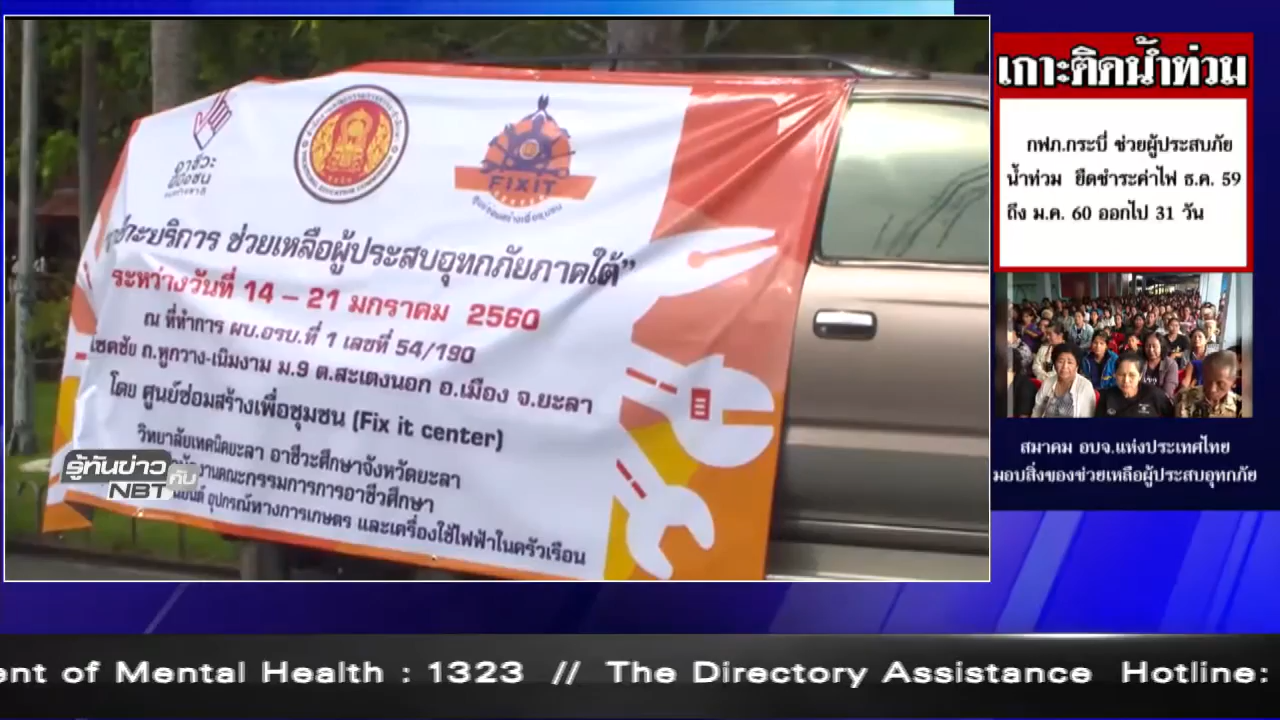 อาชีวะ
FIXIT
ช่วยเหลือผู้ประสบอุทกภัยภาคใต้”
ระหว่างวันที่ 14 – 21 มกราคม 2560
ณ ที่ทำการ ผบ.อรบ.ที่ 1 เลขที่ 54/190
โชคชัย ถ.หูกวาง-เนิมงาม ม.9 ต.สะเตงนอก อ.เมือง จ.ยะลา
โดย ศูนย์ซ่อมสร้างเพื่อชุมชน (Fix it center)
วิทยาลัยเทคนิคยะลา อาชีวะศึกษาจังหวัดยะลา
งานคณะกรรมการการอาชีวศึกษา
อุปกรณ์ทางการเกษตร และเครื่องใช้ไฟฟ้าในครัวเรือน
รู้ทันข่าว
กับ
NBT
เกาะติดน้ำท่วม
กฟภ.กระบี่ ช่วยผู้ประสบภัย
น้ำท่วม ยืดชำระค่าไฟ ธ.ค. 59
ถึง ม.ค. 60 ออกไป 31 วัน
สมาคม อบจ.แห่งประเทศไทย
มอบสิ่งของช่วยเหลือผู้ประสบอุทกภัย
ent of Mental Health : 1323 // The Directory Assistance Hotline: